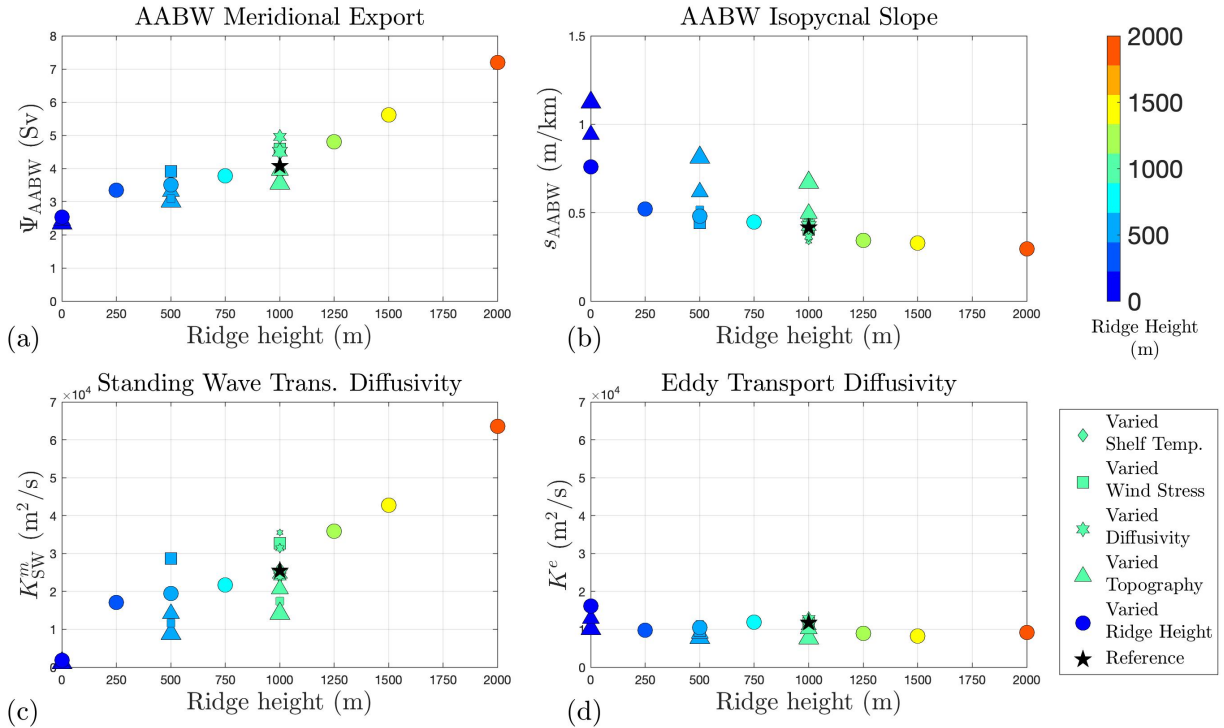 AABW Meridional Export
Ψ_AABW (Sv)
8
7
6
5
4
3
2
1
0
0 250 500 750 1000 1250 1500 1750 2000
Ridge height (m)
(a)
AABW Isopycnal Slope
s_AABW (m/km)
1.5
1
0.5
0
0 250 500 750 1000 1250 1500 1750 2000
Ridge height (m)
(b)
2000
1500
1000
500
0
Ridge Height
(m)
Standing Wave Trans. Diffusivity
×10⁴
K^m_SW (m²/s)
7
6
5
4
3
2
1
0
0 250 500 750 1000 1250 1500 1750 2000
Ridge height (m)
(c)
Eddy Transport Diffusivity
×10⁴
K^e (m²/s)
7
6
5
4
3
2
1
0
0 250 500 750 1000 1250 1500 1750 2000
Ridge height (m)
(d)
Varied
Shelf Temp.
Varied
Wind Stress
Varied
Diffusivity
Varied
Topography
Varied
Ridge Height
Reference